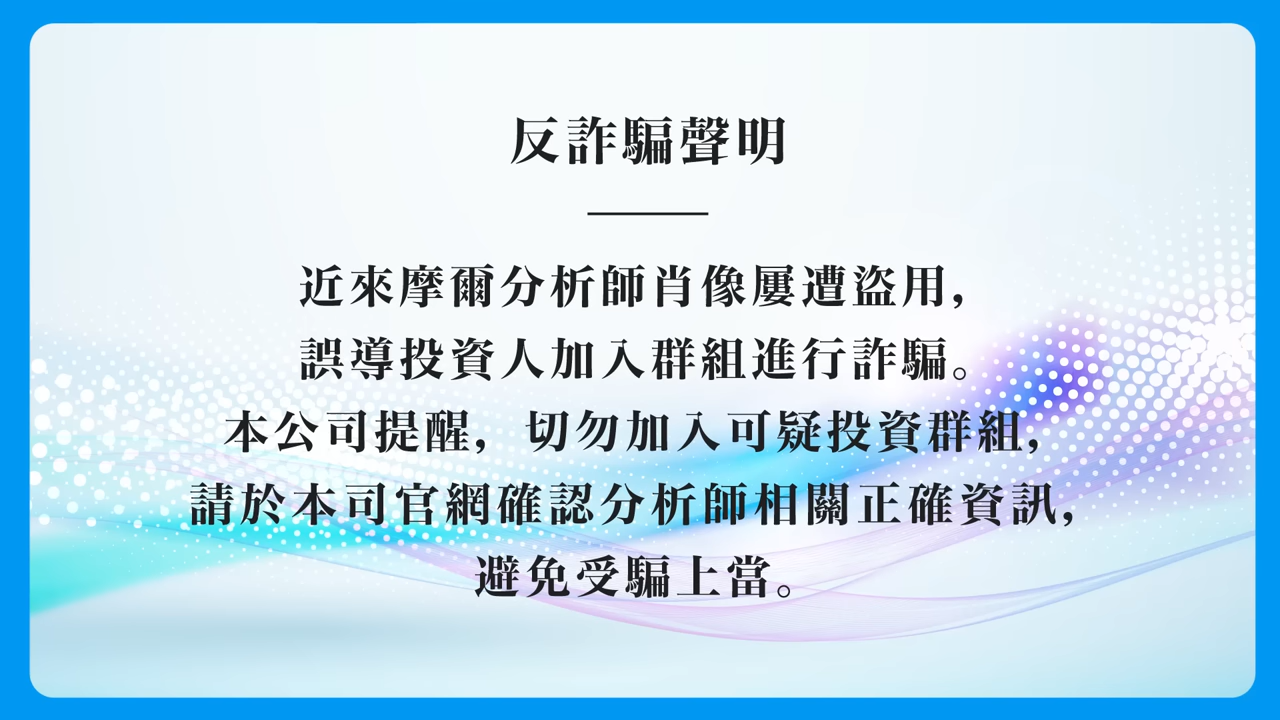 反詐騙聲明
近來摩爾分析師肖像屢遭盜用，
誤導投資人加入群組進行詐騙。
本公司提醒，切勿加入可疑投資群組，
請於本司官網確認分析師相關正確資訊，
避免受騙上當。